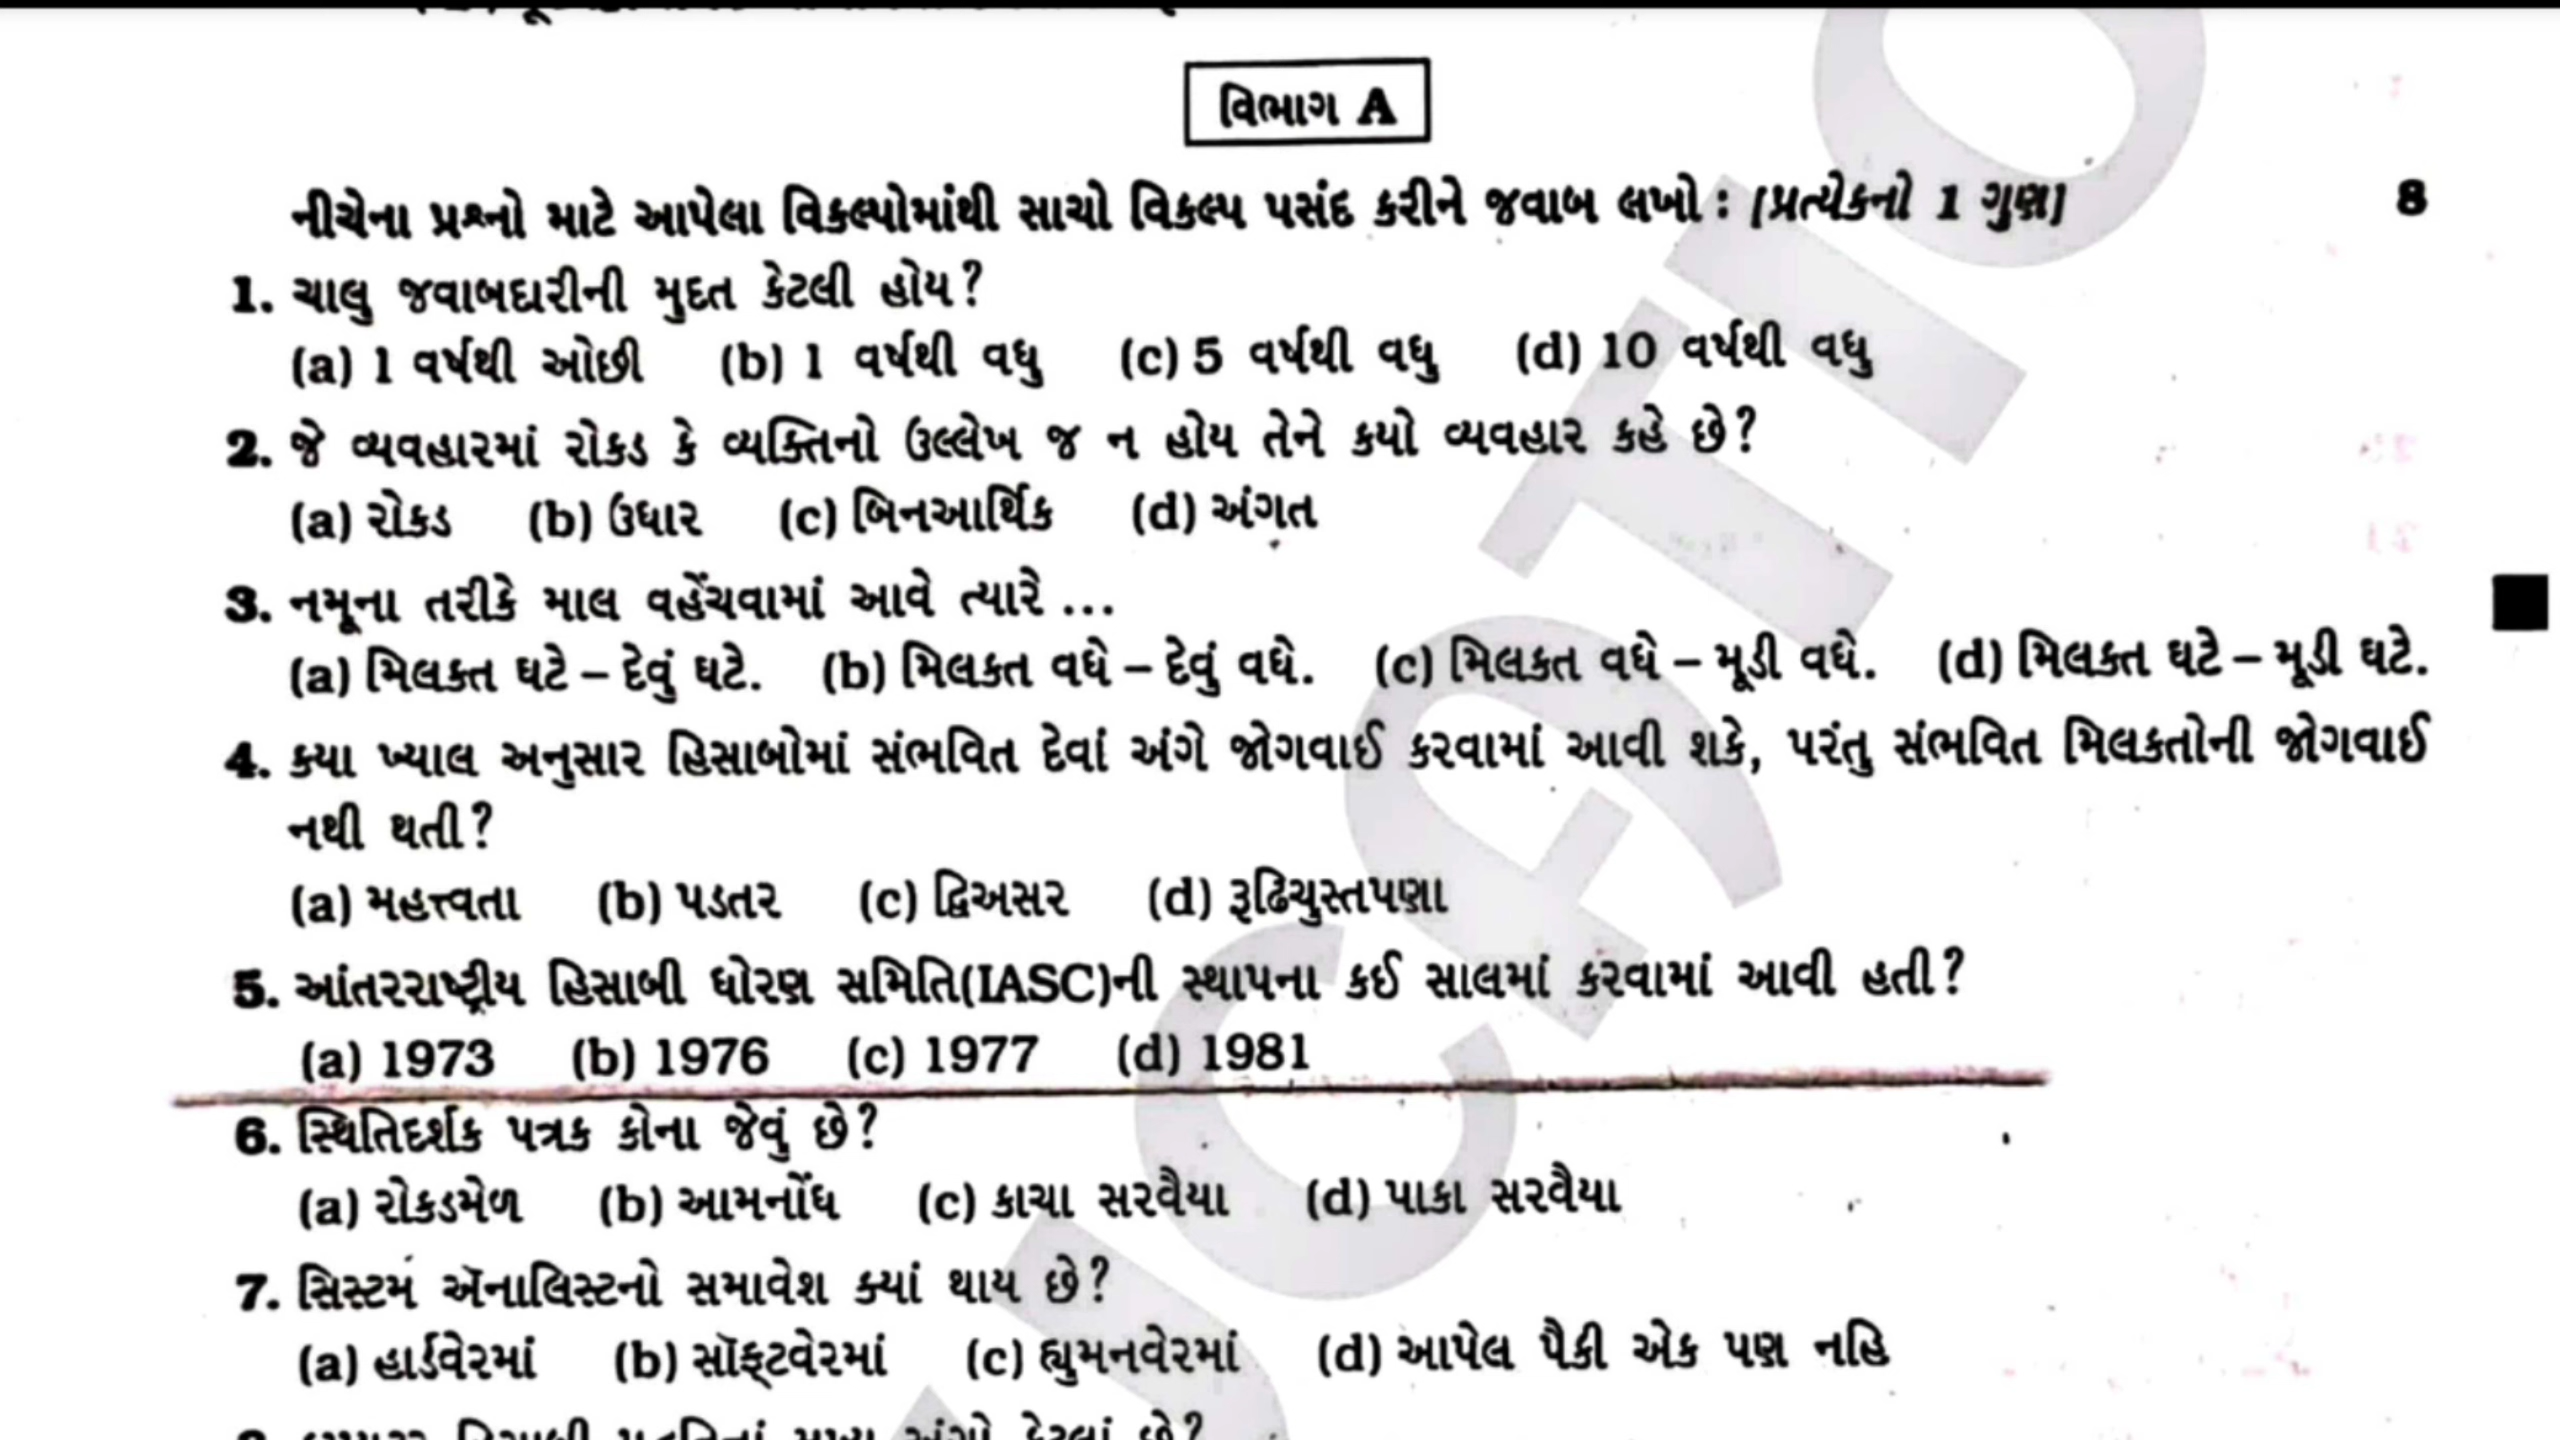 વિભાગ A
નીચેના પ્રશ્નો માટે આપેલા વિકલ્પોમાંથી સાચો વિકલ્પ પસંદ કરીને જવાબ લખો : [પ્રત્યેકનો 1 ગુણ] 8
1. ચાલુ જવાબદારીની મુદત કેટલી હોય?
(a) 1 વર્ષથી ઓછી (b) 1 વર્ષથી વધુ (c) 5 વર્ષથી વધુ (d) 10 વર્ષથી વધુ
2. જે વ્યવહારમાં રોકડ કે વ્યક્તિનો ઉલ્લેખ જ ન હોય તેને કયો વ્યવહાર કહે છે?
(a) રોકડ (b) ઉધાર (c) બિનઆર્થિક (d) અંગત
3. નમૂના તરીકે માલ વહેંચવામાં આવે ત્યારે ...
(a) મિલકત ઘટે – દેવું ઘટે. (b) મિલકત વધે – દેવું વધે. (c) મિલકત વધે – મૂડી વધે. (d) મિલકત ઘટે – મૂડી ઘટે.
4. કયા ખ્યાલ અનુસાર હિસાબોમાં સંભવિત દેવાં અંગે જોગવાઈ કરવામાં આવી શકે, પરંતુ સંભવિત મિલકતોની જોગવાઈ
નથી થતી?
(a) મહત્ત્વતા (b) પડતર (c) દ્વિઅસર (d) રૂઢિચુસ્તપણા
5. આંતરરાષ્ટ્રીય હિસાબી ધોરણ સમિતિ(IASC)ની સ્થાપના કઈ સાલમાં કરવામાં આવી હતી?
(a) 1973 (b) 1976 (c) 1977 (d) 1981
6. સ્થિતિદર્શક પત્રક કોના જેવું છે?
(a) રોકડમેળ (b) આમનોંધ (c) કાચા સરવૈયા (d) પાકા સરવૈયા
7. સિસ્ટમ ઍનાલિસ્ટનો સમાવેશ ક્યાં થાય છે?
(a) હાર્ડવેરમાં (b) સૉફ્ટવેરમાં (c) હ્યુમનવેરમાં (d) આપેલ પૈકી એક પણ નહિ